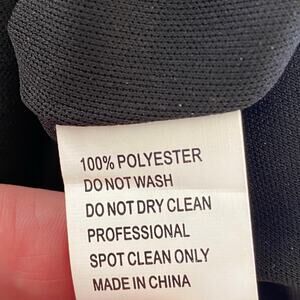 100% POLYESTER
DO NOT WASH
DO NOT DRY CLEAN
PROFESSIONAL
SPOT CLEAN ONLY
MADE IN CHINA